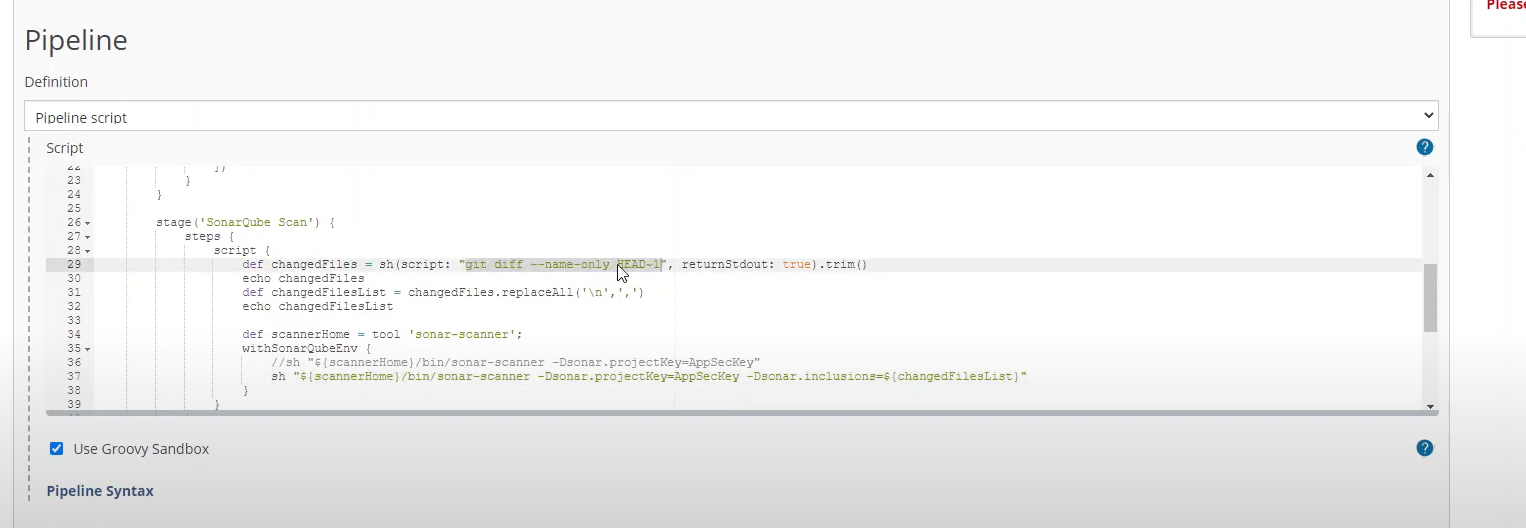 Please
Pipeline
Definition
Pipeline script
Script
22 ])
23 }
24 }
25
26 stage('SonarQube Scan') {
27 steps {
28 script {
29 def changedFiles = sh(script: "git diff --name-only HEAD~1", returnStdout: true).trim()
30 echo changedFiles
31 def changedFilesList = changedFiles.replaceAll('\n',',')
32 echo changedFilesList
33
34 def scannerHome = tool 'sonar-scanner';
35 withSonarQubeEnv {
36 //sh "${scannerHome}/bin/sonar-scanner -Dsonar.projectKey=AppSecKey"
37 sh "${scannerHome}/bin/sonar-scanner -Dsonar.projectKey=AppSecKey -Dsonar.inclusions=${changedFilesList}"
38 }
39 }
Use Groovy Sandbox
Pipeline Syntax